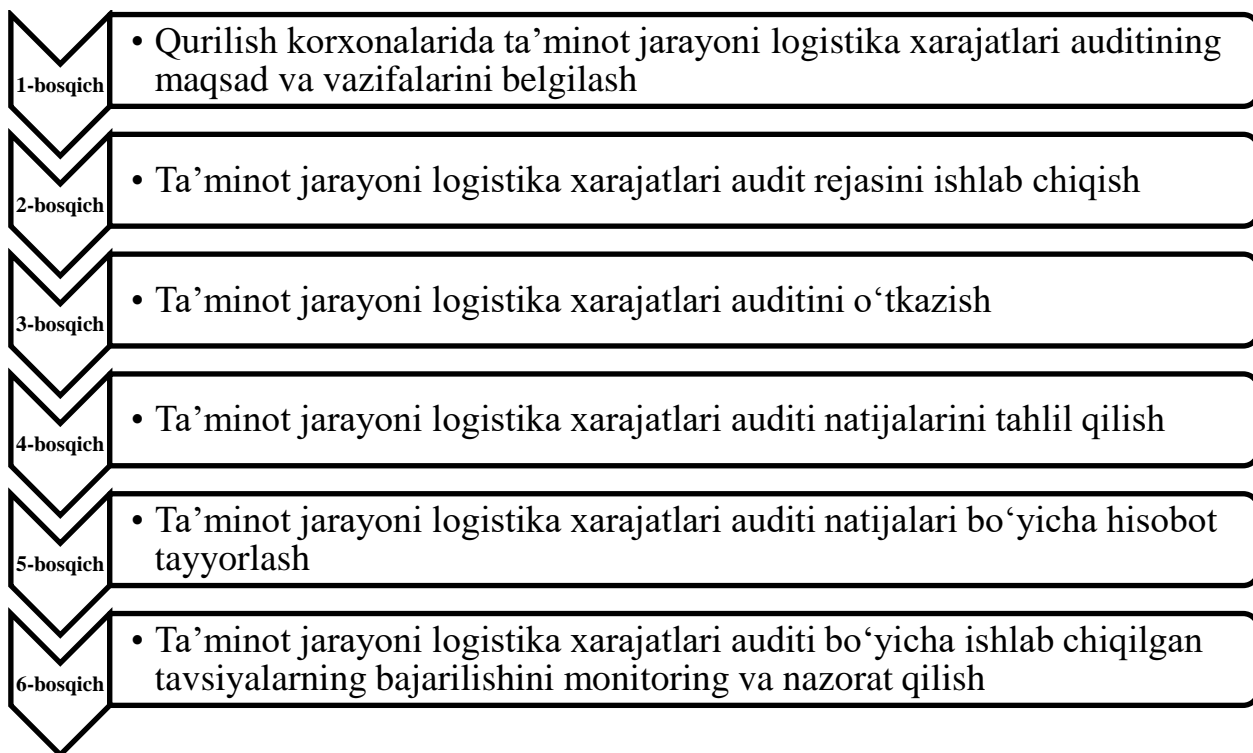 1-bosqich
• Qurilish korxonalarida ta’minot jarayoni logistika xarajatlari auditining
maqsad va vazifalarini belgilash
2-bosqich
• Ta’minot jarayoni logistika xarajatlari audit rejasini ishlab chiqish
3-bosqich
• Ta’minot jarayoni logistika xarajatlari auditini o‘tkazish
4-bosqich
• Ta’minot jarayoni logistika xarajatlari auditi natijalarini tahlil qilish
5-bosqich
• Ta’minot jarayoni logistika xarajatlari auditi natijalari bo‘yicha hisobot
tayyorlash
6-bosqich
• Ta’minot jarayoni logistika xarajatlari auditi bo‘yicha ishlab chiqilgan
tavsiyalarning bajarilishini monitoring va nazorat qilish